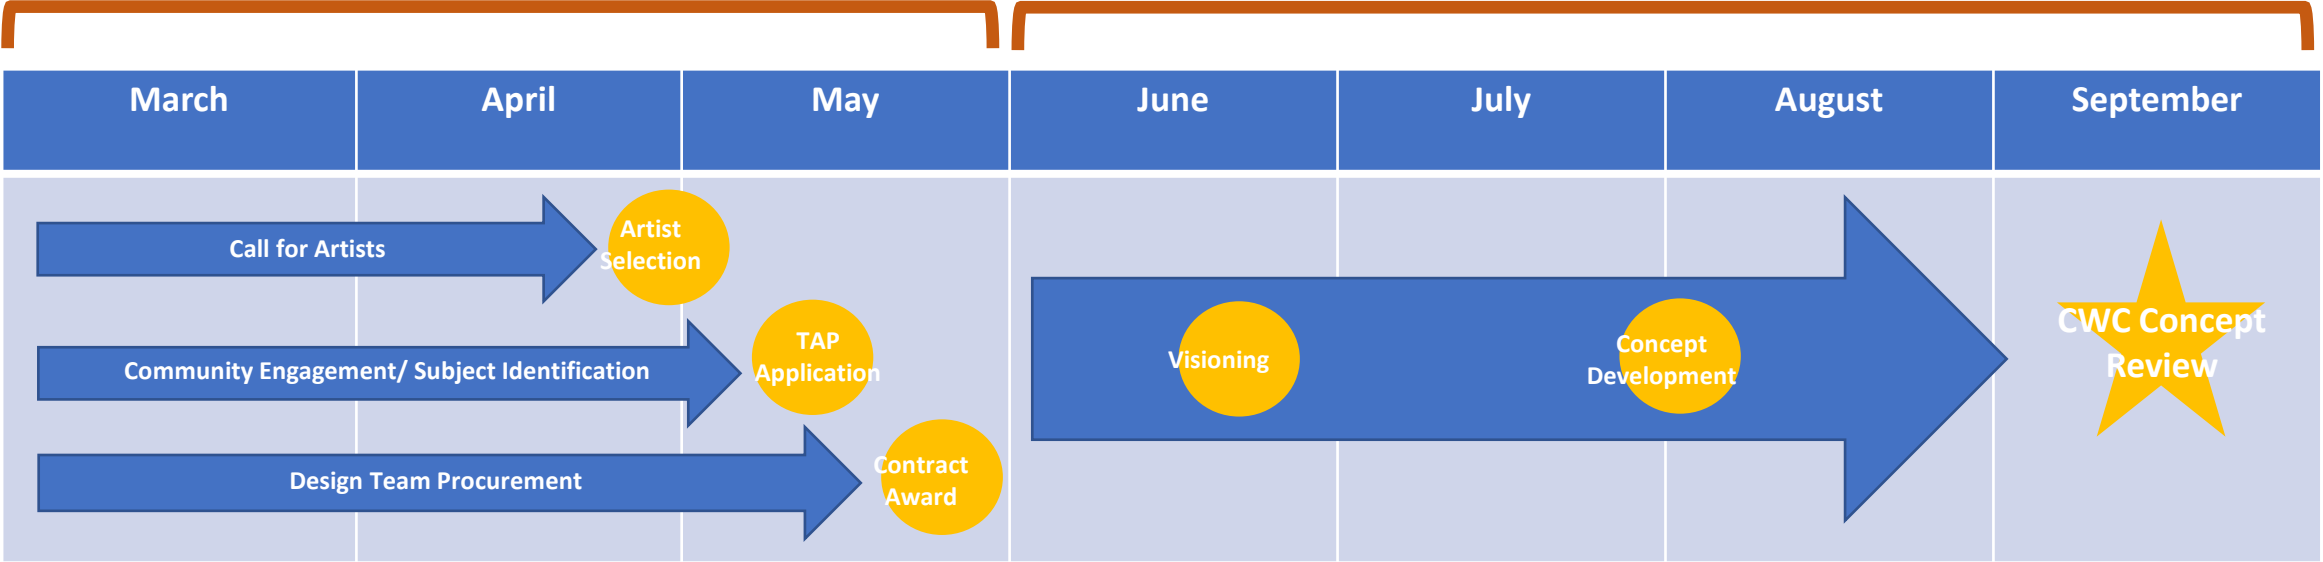 March
April
May
June
July
August
September
Call for Artists
Artist
Selection
Community Engagement/ Subject Identification
TAP
Application
Design Team Procurement
Contract
Award
Visioning
Concept
Development
CWC Concept
Review